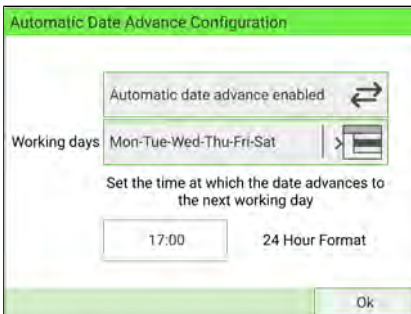 Automatic Date Advance Configuration
Automatic date advance enabled
Working days Mon-Tue-Wed-Thu-Fri-Sat
Set the time at which the date advances to
the next working day
17:00 24 Hour Format
Ok